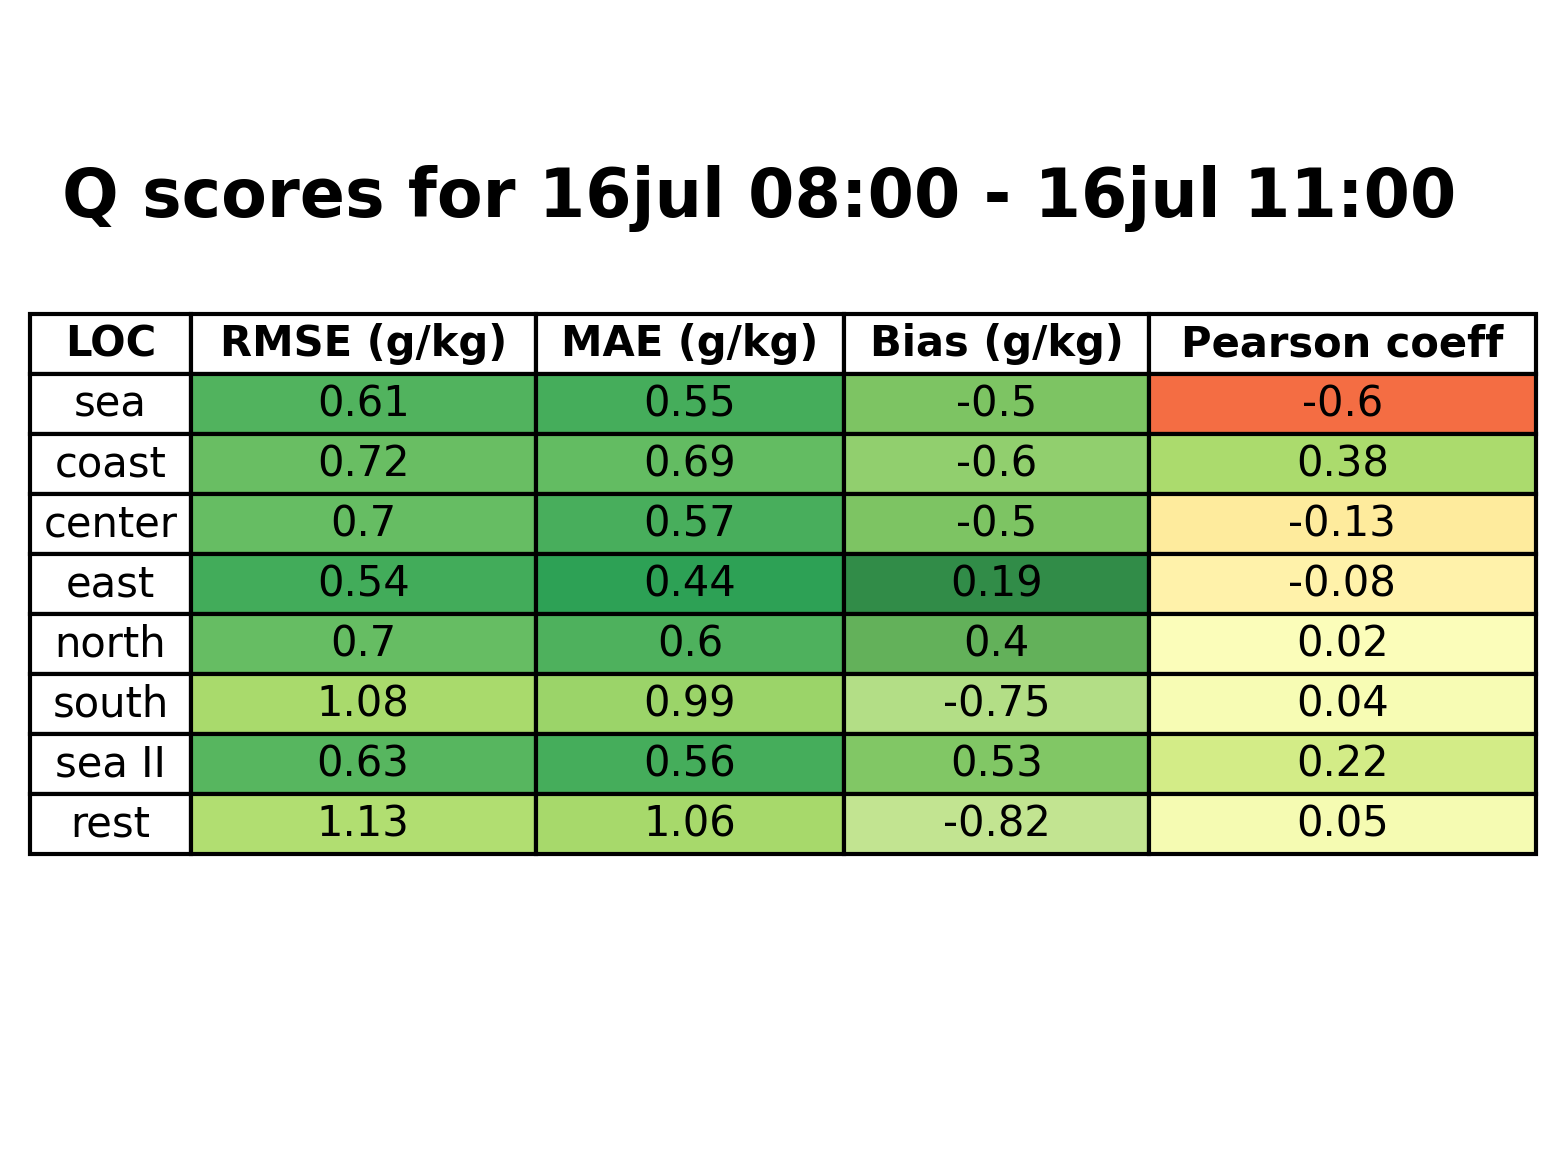 Q scores for 16jul 08:00 - 16jul 11:00
LOC RMSE (g/kg) MAE (g/kg) Bias (g/kg) Pearson coeff
sea 0.61 0.55 -0.5 -0.6
coast 0.72 0.69 -0.6 0.38
center 0.7 0.57 -0.5 -0.13
east 0.54 0.44 0.19 -0.08
north 0.7 0.6 0.4 0.02
south 1.08 0.99 -0.75 0.04
sea II 0.63 0.56 0.53 0.22
rest 1.13 1.06 -0.82 0.05